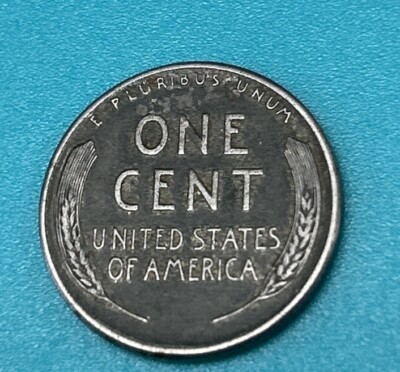 E PLURIBUS UNUM
ONE
CENT
UNITED STATES
OF AMERICA